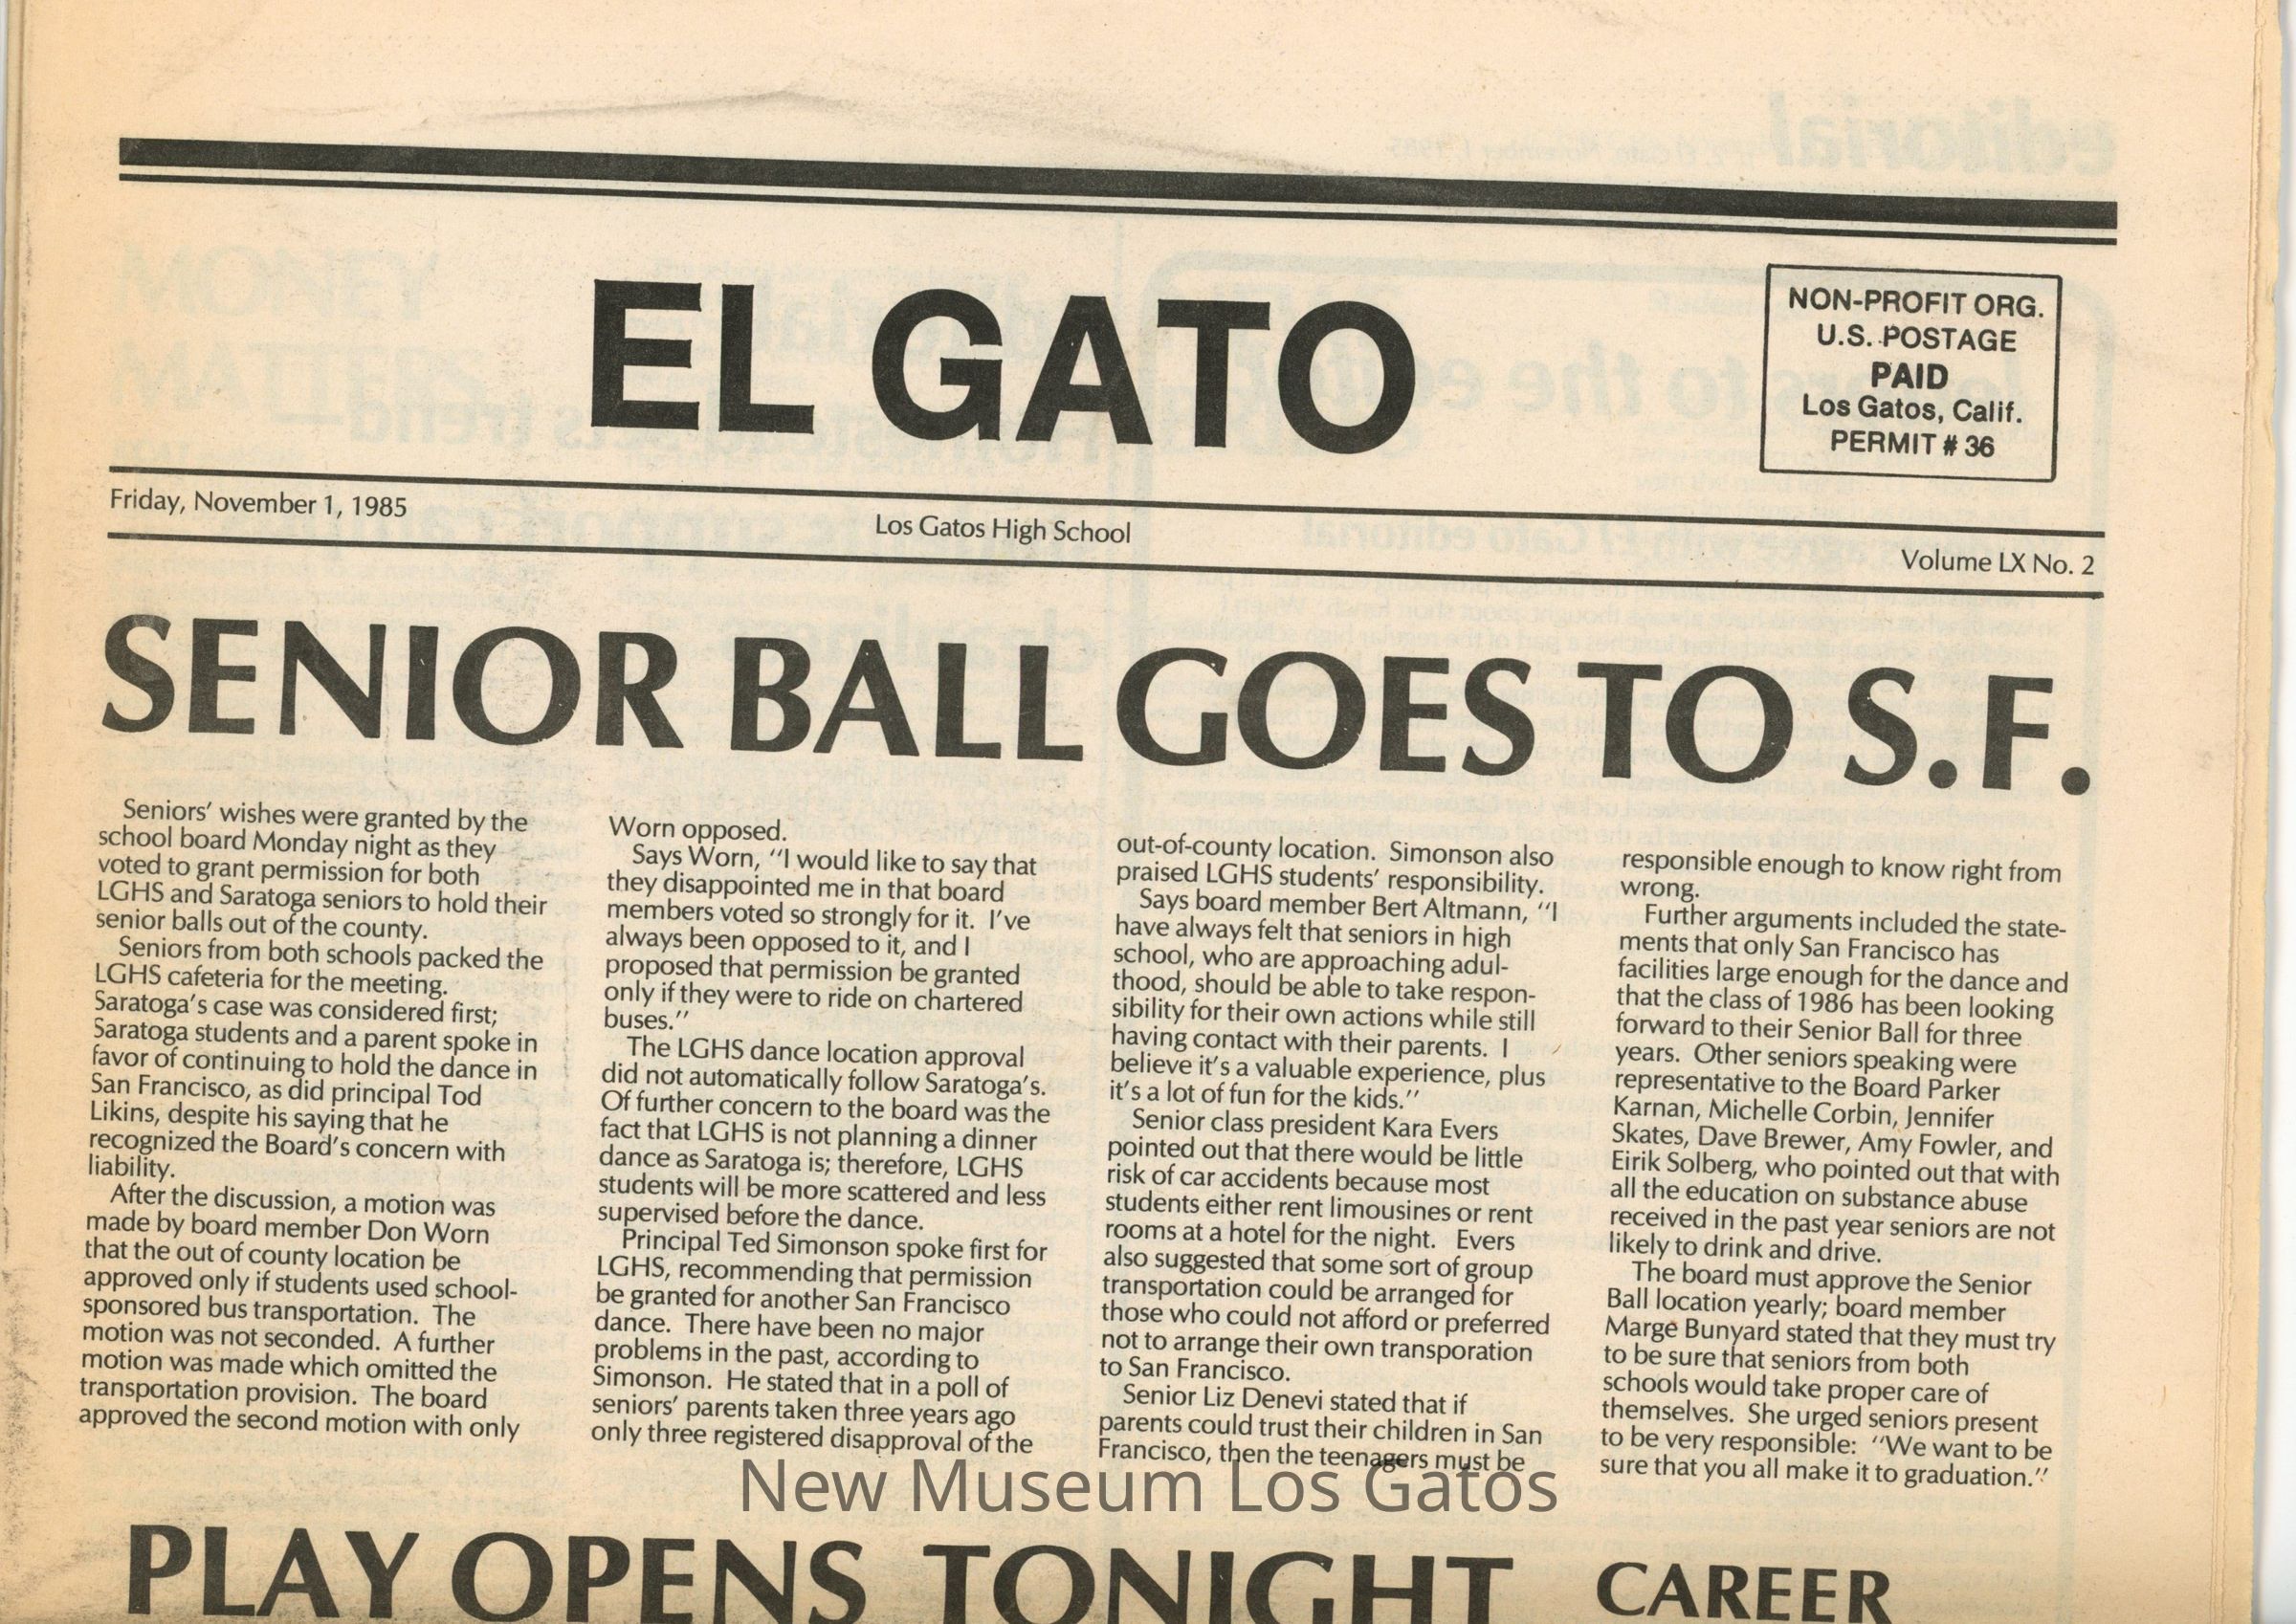 EL GATO
NON-PROFIT ORG.
U.S. POSTAGE
PAID
Los Gatos, Calif.
PERMIT # 36
Friday, November 1, 1985
Los Gatos High School
Volume LX No. 2
SENIOR BALL GOES TO S.F.
Seniors' wishes were granted by the
school board Monday night as they
voted to grant permission for both
LGHS and Saratoga seniors to hold their
senior balls out of the county.
Seniors from both schools packed the
LGHS cafeteria for the meeting.
Saratoga's case was considered first;
Saratoga students and a parent spoke in
favor of continuing to hold the dance in
San Francisco, as did principal Tod
Likins, despite his saying that he
recognized the Board's concern with
liability.
After the discussion, a motion was
made by board member Don Worn
that the out of county location be
approved only if students used school-
sponsored bus transportation. The
motion was not seconded. A further
motion was made which omitted the
transportation provision. The board
approved the second motion with only
Worn opposed.
Says Worn, "I would like to say that
they disappointed me in that board
members voted so strongly for it. I've
always been opposed to it, and I
proposed that permission be granted
only if they were to ride on chartered
buses."
The LGHS dance location approval
did not automatically follow Saratoga's.
Of further concern to the board was the
fact that LGHS is not planning a dinner
dance as Saratoga is; therefore, LGHS
students will be more scattered and less
supervised before the dance.
Principal Ted Simonson spoke first for
LGHS, recommending that permission
be granted for another San Francisco
dance. There have been no major
problems in the past, according to
Simonson. He stated that in a poll of
seniors' parents taken three years ago
only three registered disapproval of the
out-of-county location. Simonson also
praised LGHS students' responsibility.
Says board member Bert Altmann, "I
have always felt that seniors in high
school, who are approaching adul-
thood, should be able to take respon-
sibility for their own actions while still
having contact with their parents. I
believe it's a valuable experience, plus
it's a lot of fun for the kids."
Senior class president Kara Evers
pointed out that there would be little
risk of car accidents because most
students either rent limousines or rent
rooms at a hotel for the night. Evers
also suggested that some sort of group
transportation could be arranged for
those who could not afford or preferred
not to arrange their own transporation
to San Francisco.
Senior Liz Denevi stated that if
parents could trust their children in San
Francisco, then the teenagers must be
responsible enough to know right from
wrong.
Further arguments included the state-
ments that only San Francisco has
facilities large enough for the dance and
that the class of 1986 has been looking
forward to their Senior Ball for three
years. Other seniors speaking were
representative to the Board Parker
Karnan, Michelle Corbin, Jennifer
Skates, Dave Brewer, Amy Fowler, and
Eirik Solberg, who pointed out that with
all the education on substance abuse
received in the past year seniors are not
likely to drink and drive.
The board must approve the Senior
Ball location yearly; board member
Marge Bunyard stated that they must try
to be sure that seniors from both
schools would take proper care of
themselves. She urged seniors present
to be very responsible: "We want to be
sure that you all make it to graduation."
New Museum Los Gatos
PLAY OPENS TONIGHT
CAREER